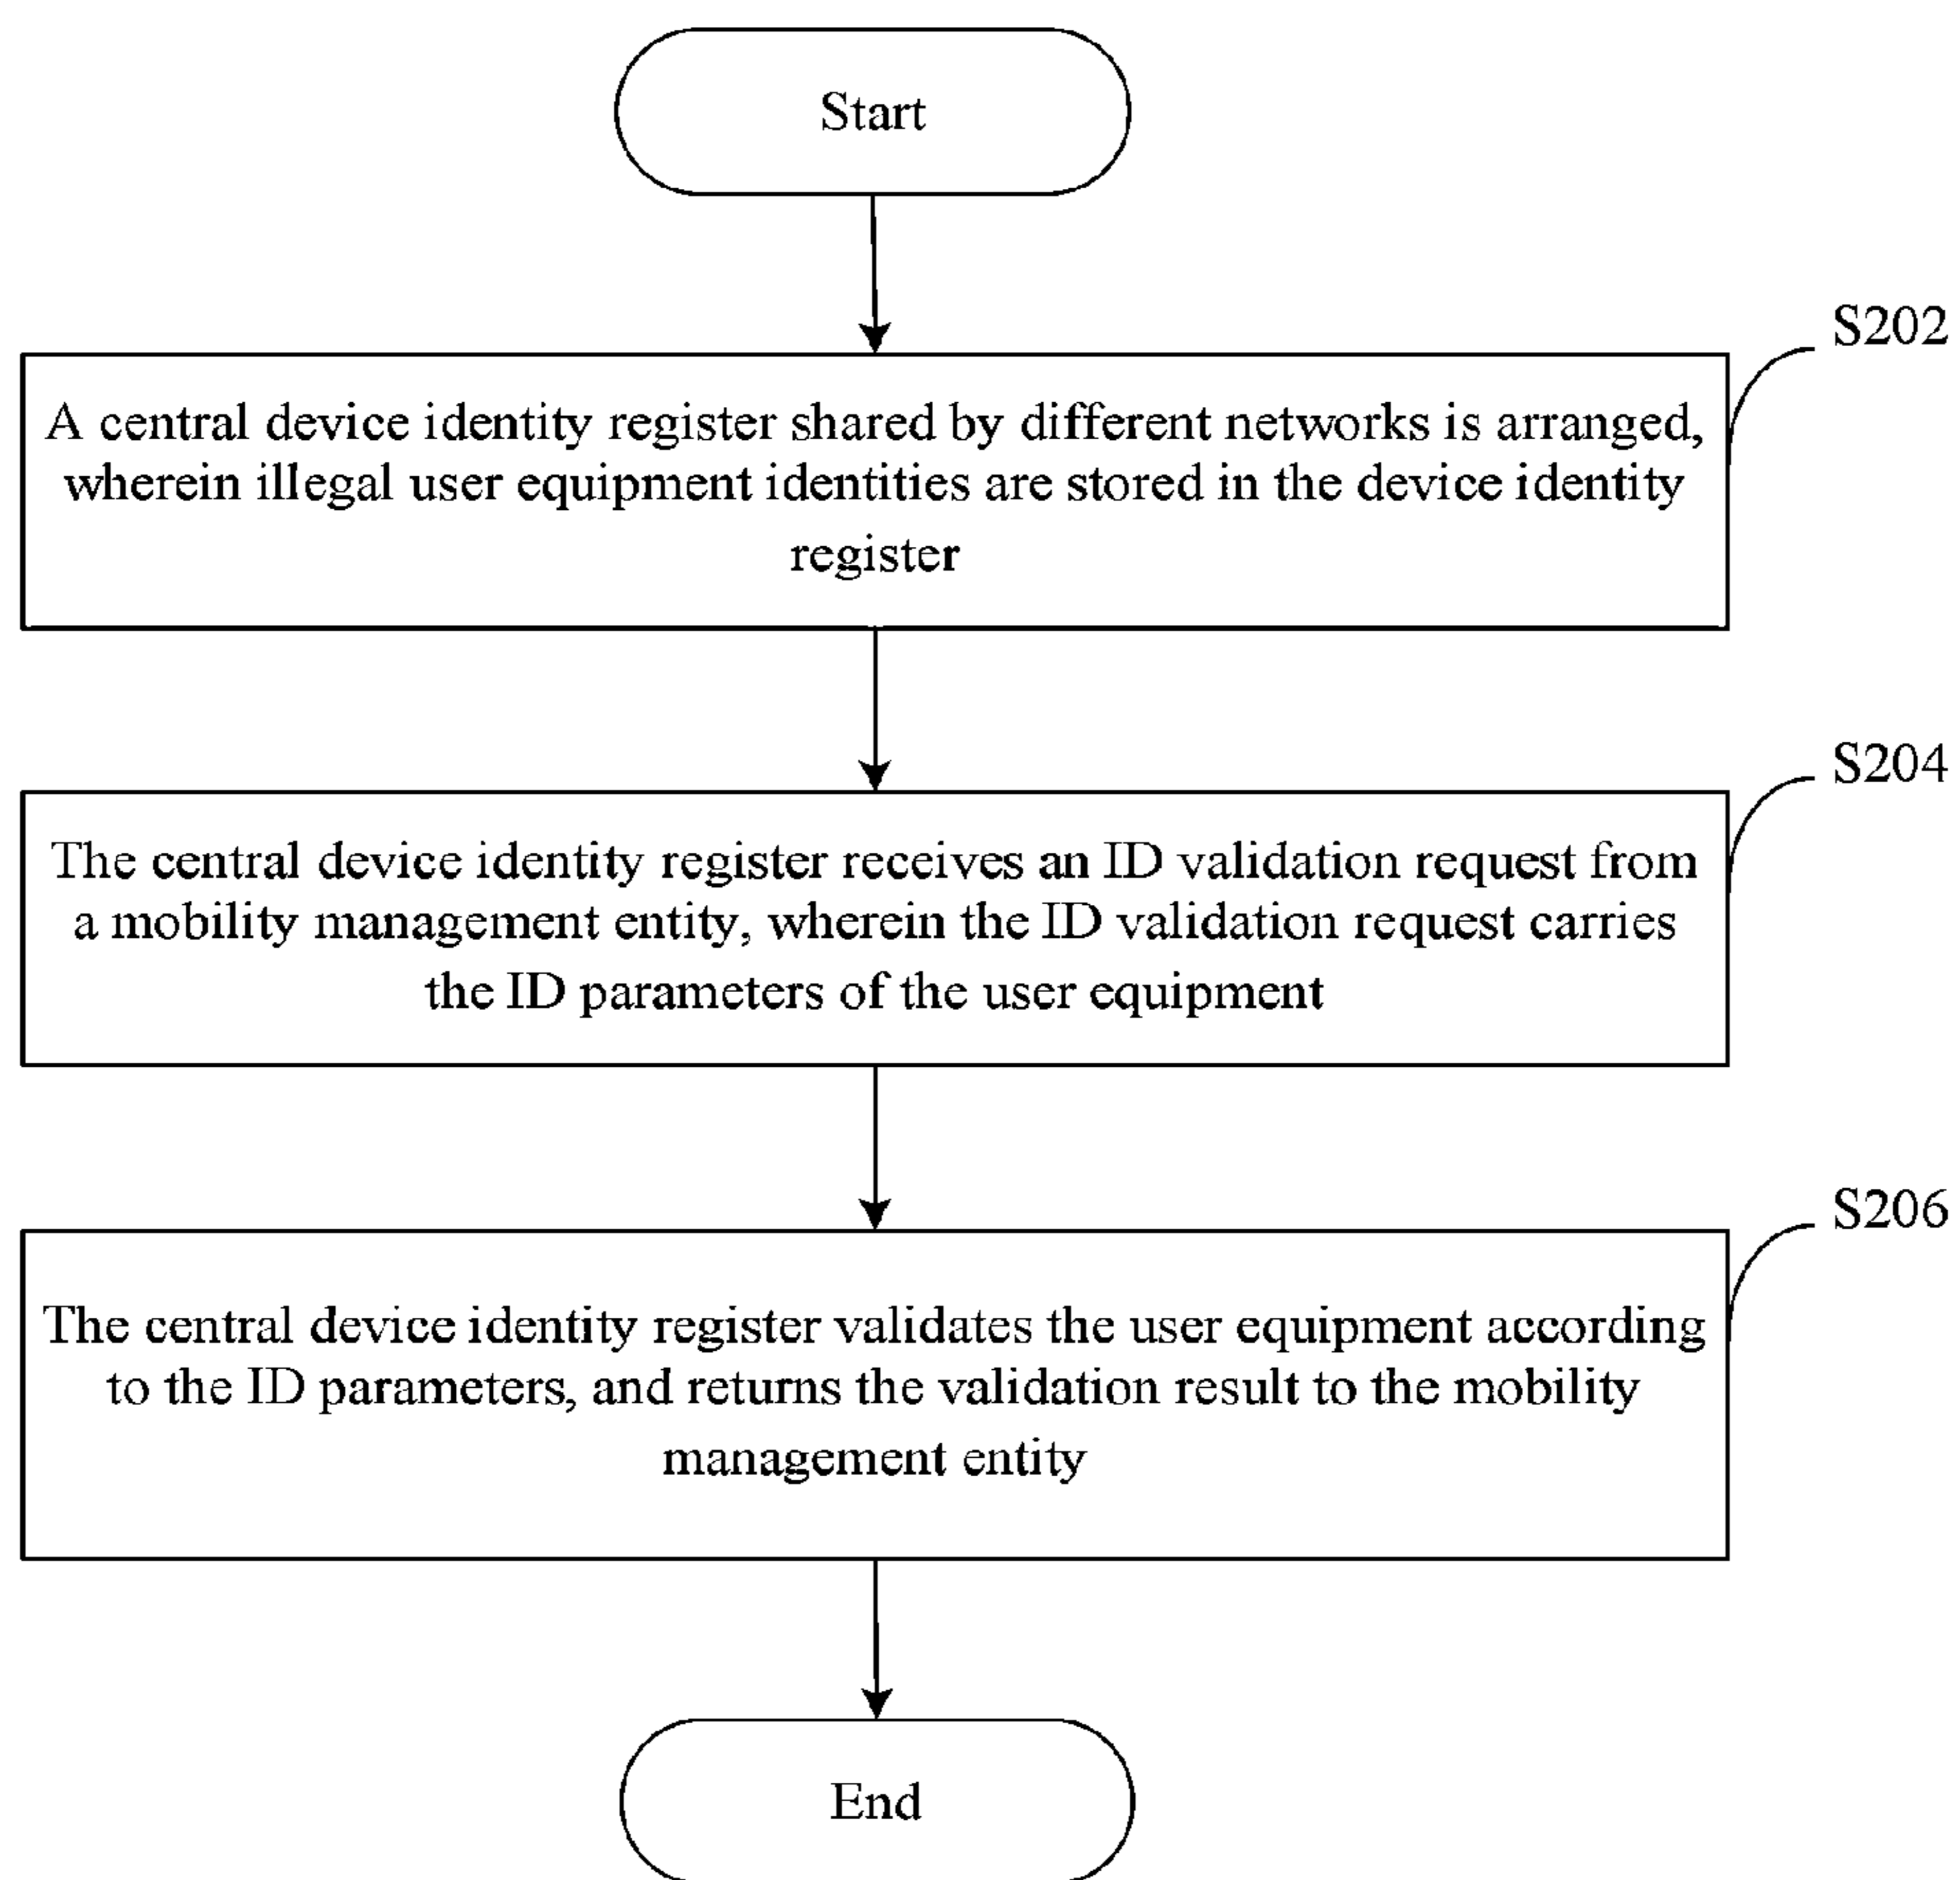 Start
S202
A central device identity register shared by different networks is arranged,
wherein illegal user equipment identities are stored in the device identity
register
S204
The central device identity register receives an ID validation request from
a mobility management entity, wherein the ID validation request carries
the ID parameters of the user equipment
S206
The central device identity register validates the user equipment according
to the ID parameters, and returns the validation result to the mobility
management entity
End